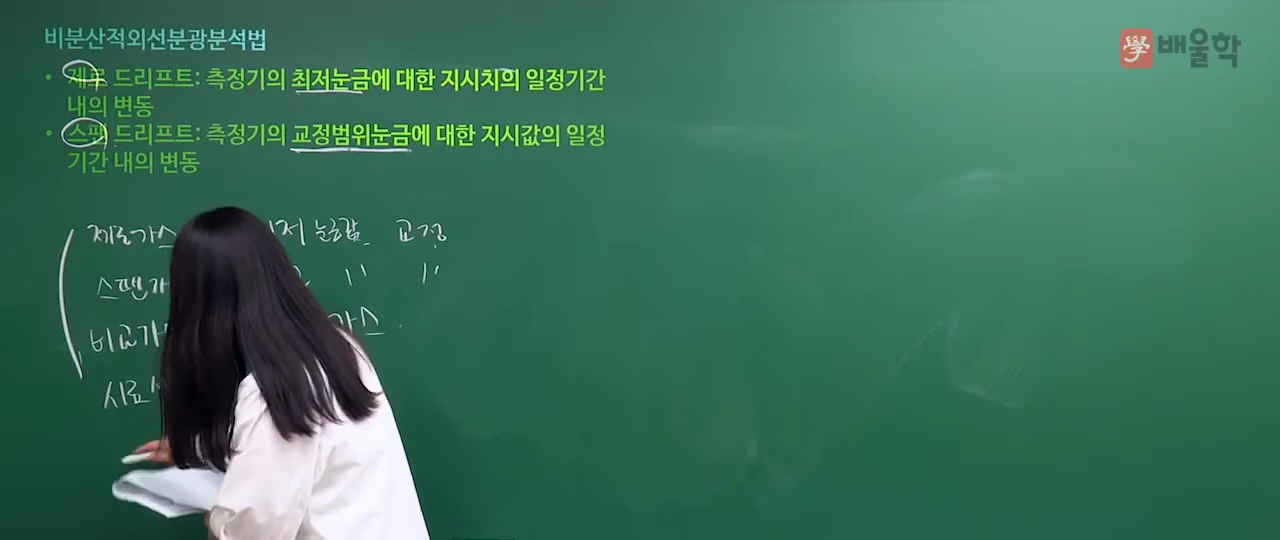 비분산적외선분광분석법
學 배울학
• 제로 드리프트: 측정기의 최저눈금에 대한 지시치의 일정기간
내의 변동
• 스팬 드리프트: 측정기의 교정범위눈금에 대한 지시값의 일정
기간 내의 변동
제로가스 저 눈금값 교정
스팬가 〃 〃
비교가 가스
시료